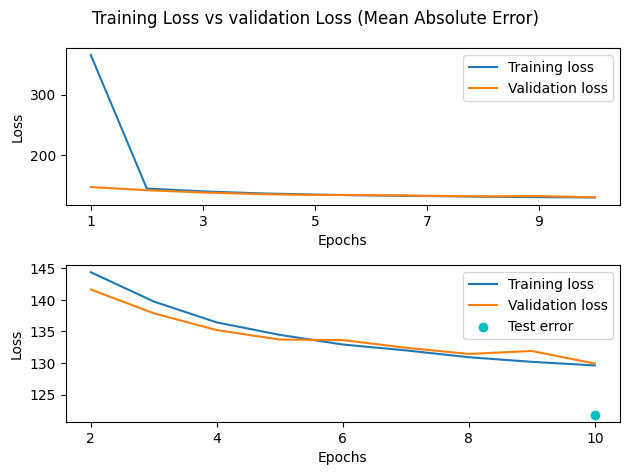 Training Loss vs validation Loss (Mean Absolute Error)
300
200
Loss
Training loss
Validation loss
1 3 5 7 9
Epochs
145
140
135
130
125
Loss
Training loss
Validation loss
Test error
2 4 6 8 10
Epochs